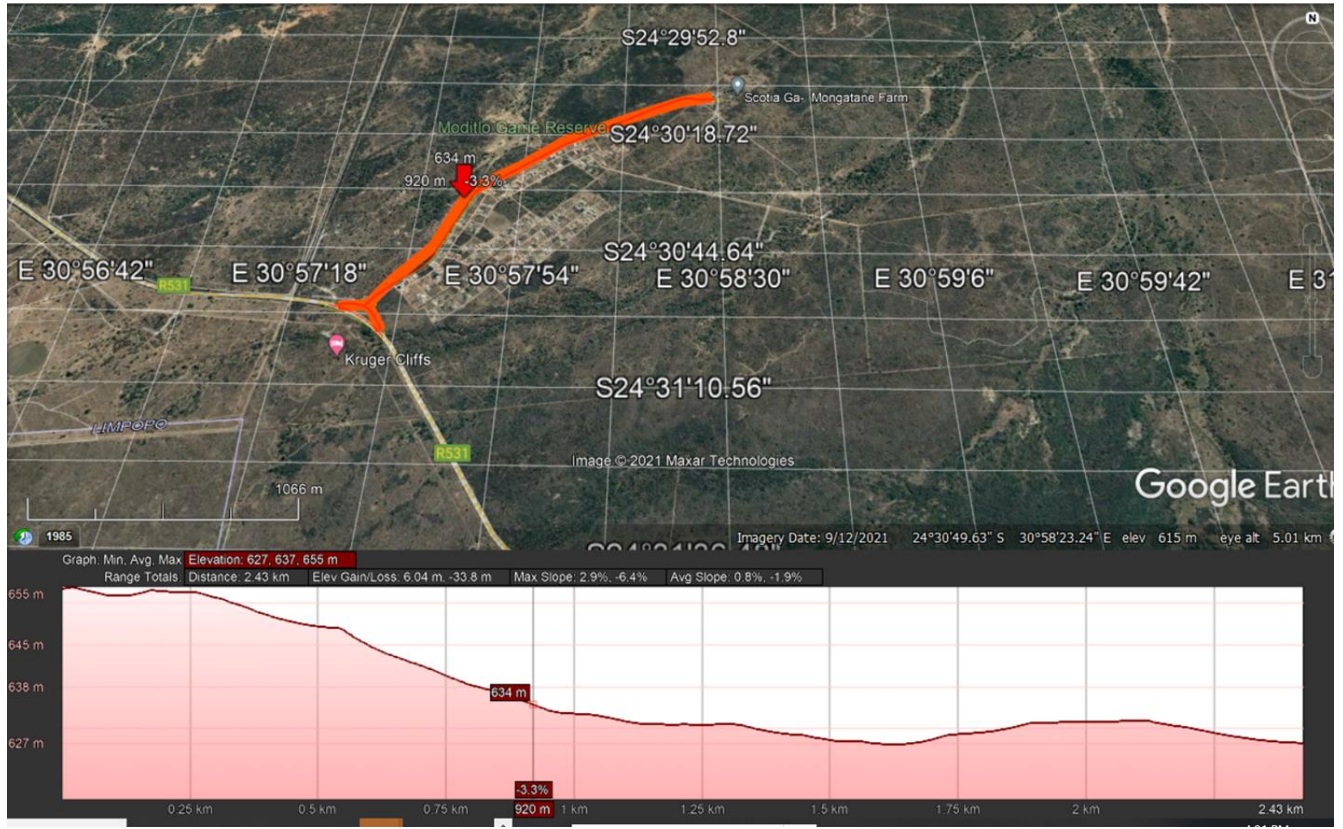 N
S24°29'52.8"
Scotia Ga- Mongatane Farm
Moditlo Game Reserve
S24°30'18.72"
634 m
920 m -3.3%
S24°30'44.64"
E 30°56'42" E 30°57'18" E 30°57'54" E 30°58'30" E 30°59'6" E 30°59'42" E 31
R531
Kruger Cliffs
S24°31'10.56"
LIMPOPO
R531
Image © 2021 Maxar Technologies
1066 m
Google Earth
1985
Imagery Date: 9/12/2021 24°30'49.63" S 30°58'23.24" E elev 615 m eye alt 5.01 km
Graph: Min, Avg, Max Elevation: 627, 637, 655 m
Range Totals: Distance: 2.43 km Elev Gain/Loss: 6.04 m, -33.8 m Max Slope: 2.9%, -6.4% Avg Slope: 0.8%, -1.9%
655 m
645 m
638 m
634 m
627 m
-3.3%
0.25 km 0.5 km 0.75 km 920 m 1 km 1.25 km 1.5 km 1.75 km 2 km 2.43 km